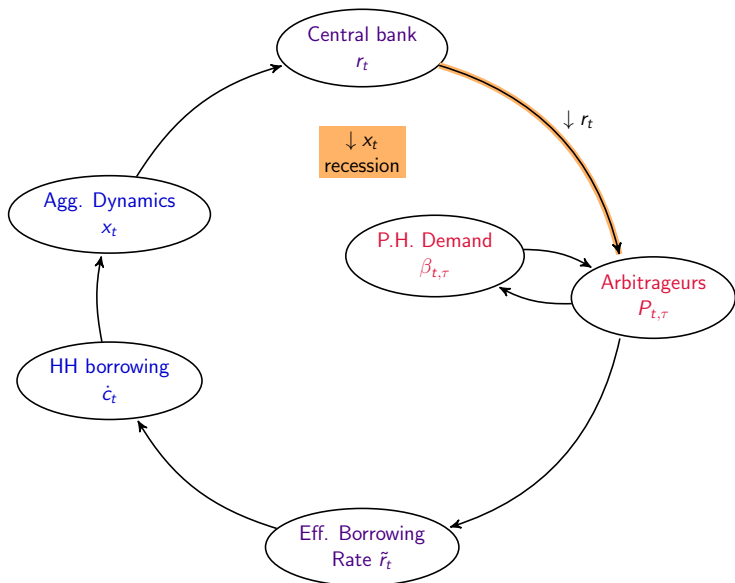 Central bank
r_t
↓ r_t
↓ x_t
recession
Agg. Dynamics
x_t
P.H. Demand
β_{t,τ}
Arbitrageurs
P_{t,τ}
HH borrowing
ċ_t
Eff. Borrowing
Rate r̃_t